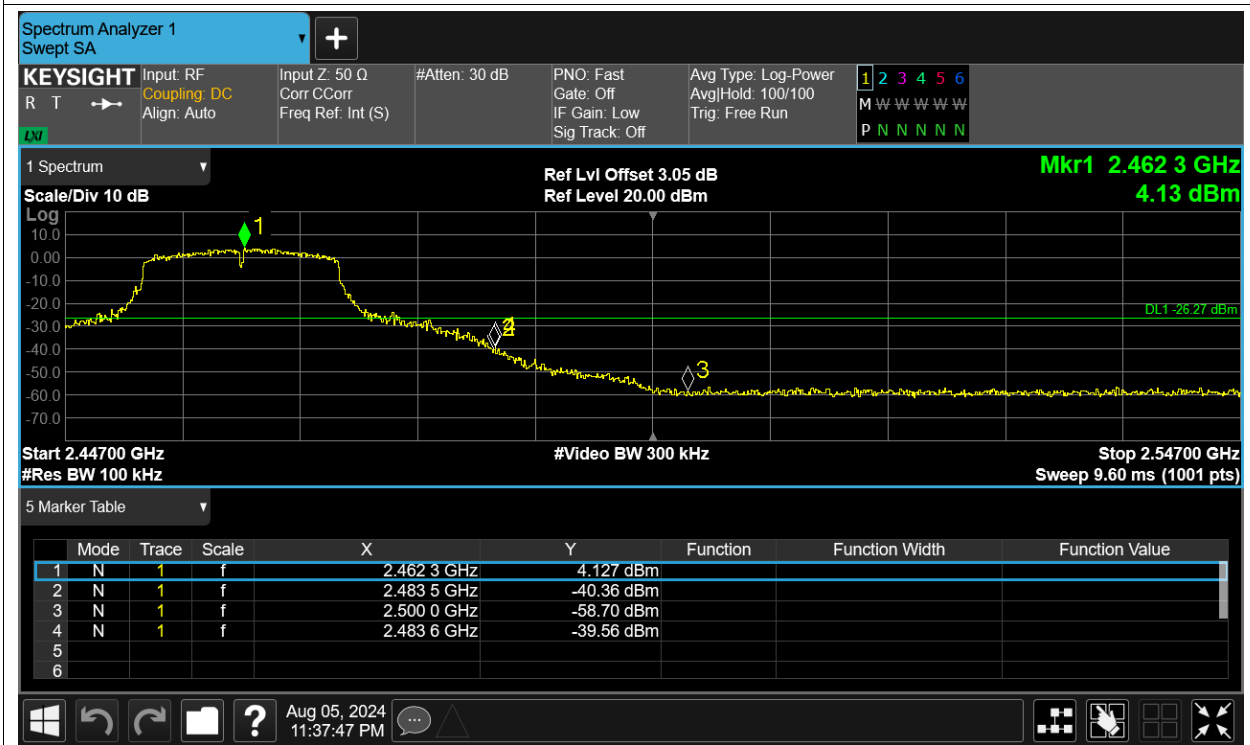 Spectrum Analyzer 1
Swept SA
KEYSIGHT Input: RF Input Z: 50 Ω #Atten: 30 dB PNO: Fast Avg Type: Log-Power 1 2 3 4 5 6
R T Coupling: DC Corr CCorr Gate: Off Avg|Hold: 100/100 M W W W W W W
Align: Auto Freq Ref: Int (S) IF Gain: Low Trig: Free Run
LXI Sig Track: Off P N N N N N N
1 Spectrum Ref Lvl Offset 3.05 dB Mkr1 2.462 3 GHz
Scale/Div 10 dB Ref Level 20.00 dBm 4.13 dBm
Log
1
10.0
0.00
-10.0
-20.0
DL1 -26.27 dBm
-30.0
-40.0
-50.0
3
-60.0
-70.0
Start 2.44700 GHz #Video BW 300 kHz Stop 2.54700 GHz
#Res BW 100 kHz Sweep 9.60 ms (1001 pts)
5 Marker Table
Mode Trace Scale X Y Function Function Width Function Value
1 N 1 f 2.462 3 GHz 4.127 dBm
2 N 1 f 2.483 5 GHz -40.36 dBm
3 N 1 f 2.500 0 GHz -58.70 dBm
4 N 1 f 2.483 6 GHz -39.56 dBm
5
6
? Aug 05, 2024
11:37:47 PM